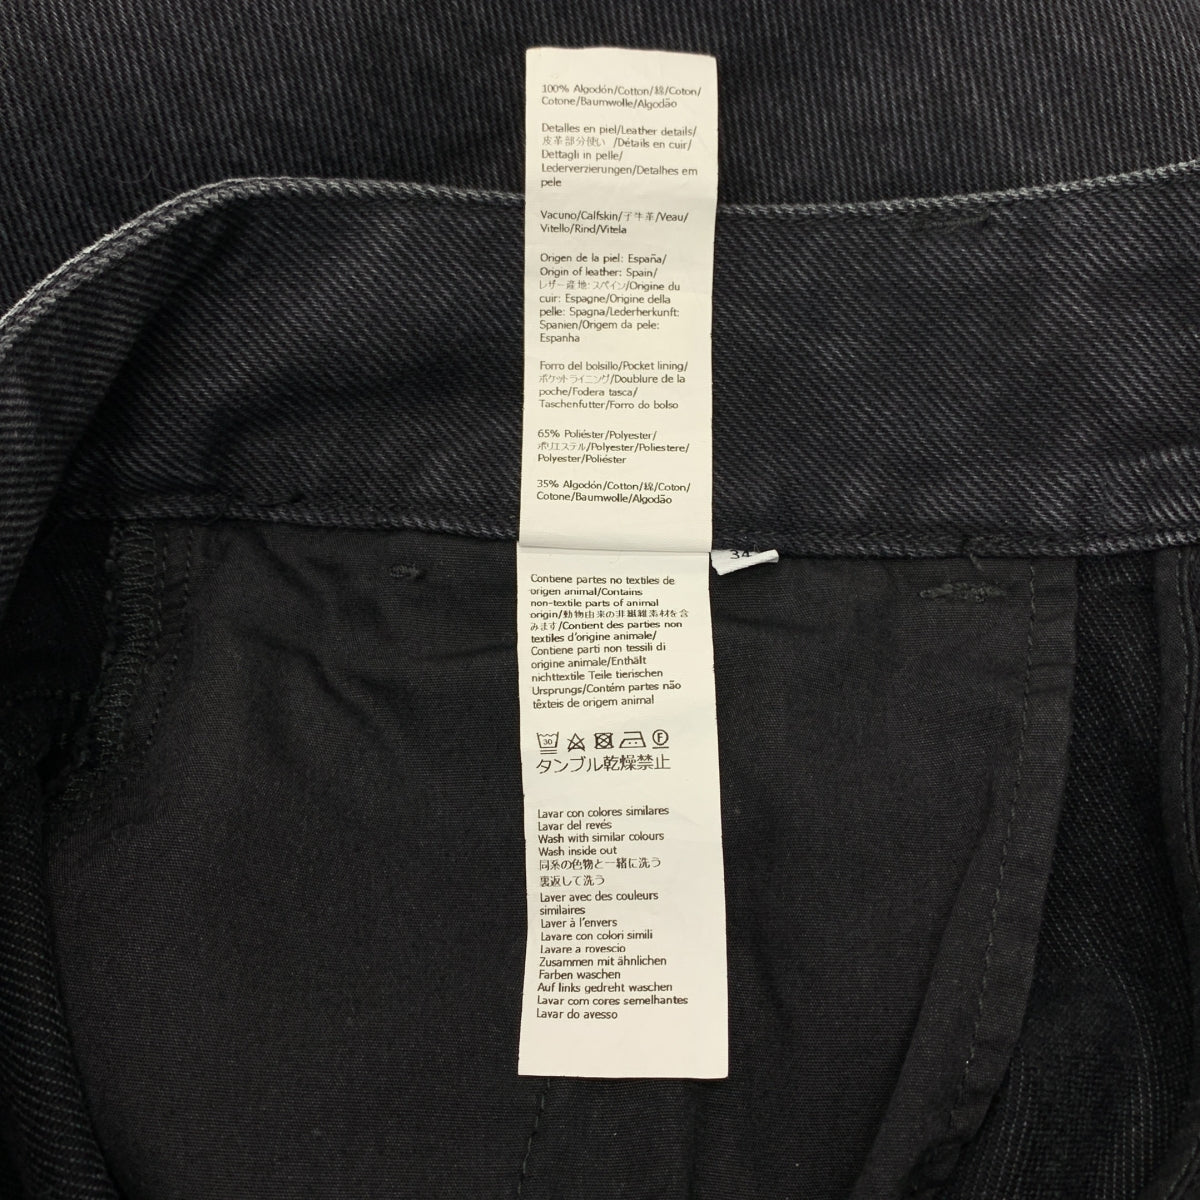 100% Algodón/Cotton/綿/Coton/
Cotone/Baumwolle/Algodão
Detalles en piel/Leather details/
皮革部分使い /Détails en cuir/
Dettagli in pelle/
Lederverzierungen/Detalhes em
pele
Vacuno/Calfskin/子牛革/Veau/
Vitello/Rind/Vitela
Origen de la piel: España/
Origin of leather: Spain/
レザー産地: スペイン/Origine du
cuir: Espagne/Origine della
pelle: Spagna/Lederherkunft:
Spanien/Origem da pele:
Espanha
Forro del bolsillo/Pocket lining/
ポケットライニング/Doublure de la
poche/Fodera tasca/
Taschenfutter/Forro do bolso
65% Poliéster/Polyester/
ポリエステル/Polyester/Poliestere/
Polyester/Poliéster
35% Algodón/Cotton/綿/Coton/
Cotone/Baumwolle/Algodão
34
Contiene partes no textiles de
origen animal/Contains
non-textile parts of animal
origin/動物由来の非繊維素材を含
みます/Contient des parties non
textiles d'origine animale/
Contiene parti non tessili di
origine animale/Enthält
nichttextile Teile tierischen
Ursprungs/Contém partes não
têxteis de origem animal
30 F
タンブル乾燥禁止
Lavar con colores similares
Lavar del revés
Wash with similar colours
Wash inside out
同系の色物と一緒に洗う
裏返して洗う
Laver avec des couleurs
similaires
Laver à l'envers
Lavare con colori simili
Lavare a rovescio
Zusammen mit ähnlichen
Farben waschen
Auf links gedreht waschen
Lavar com cores semelhantes
Lavar do avesso